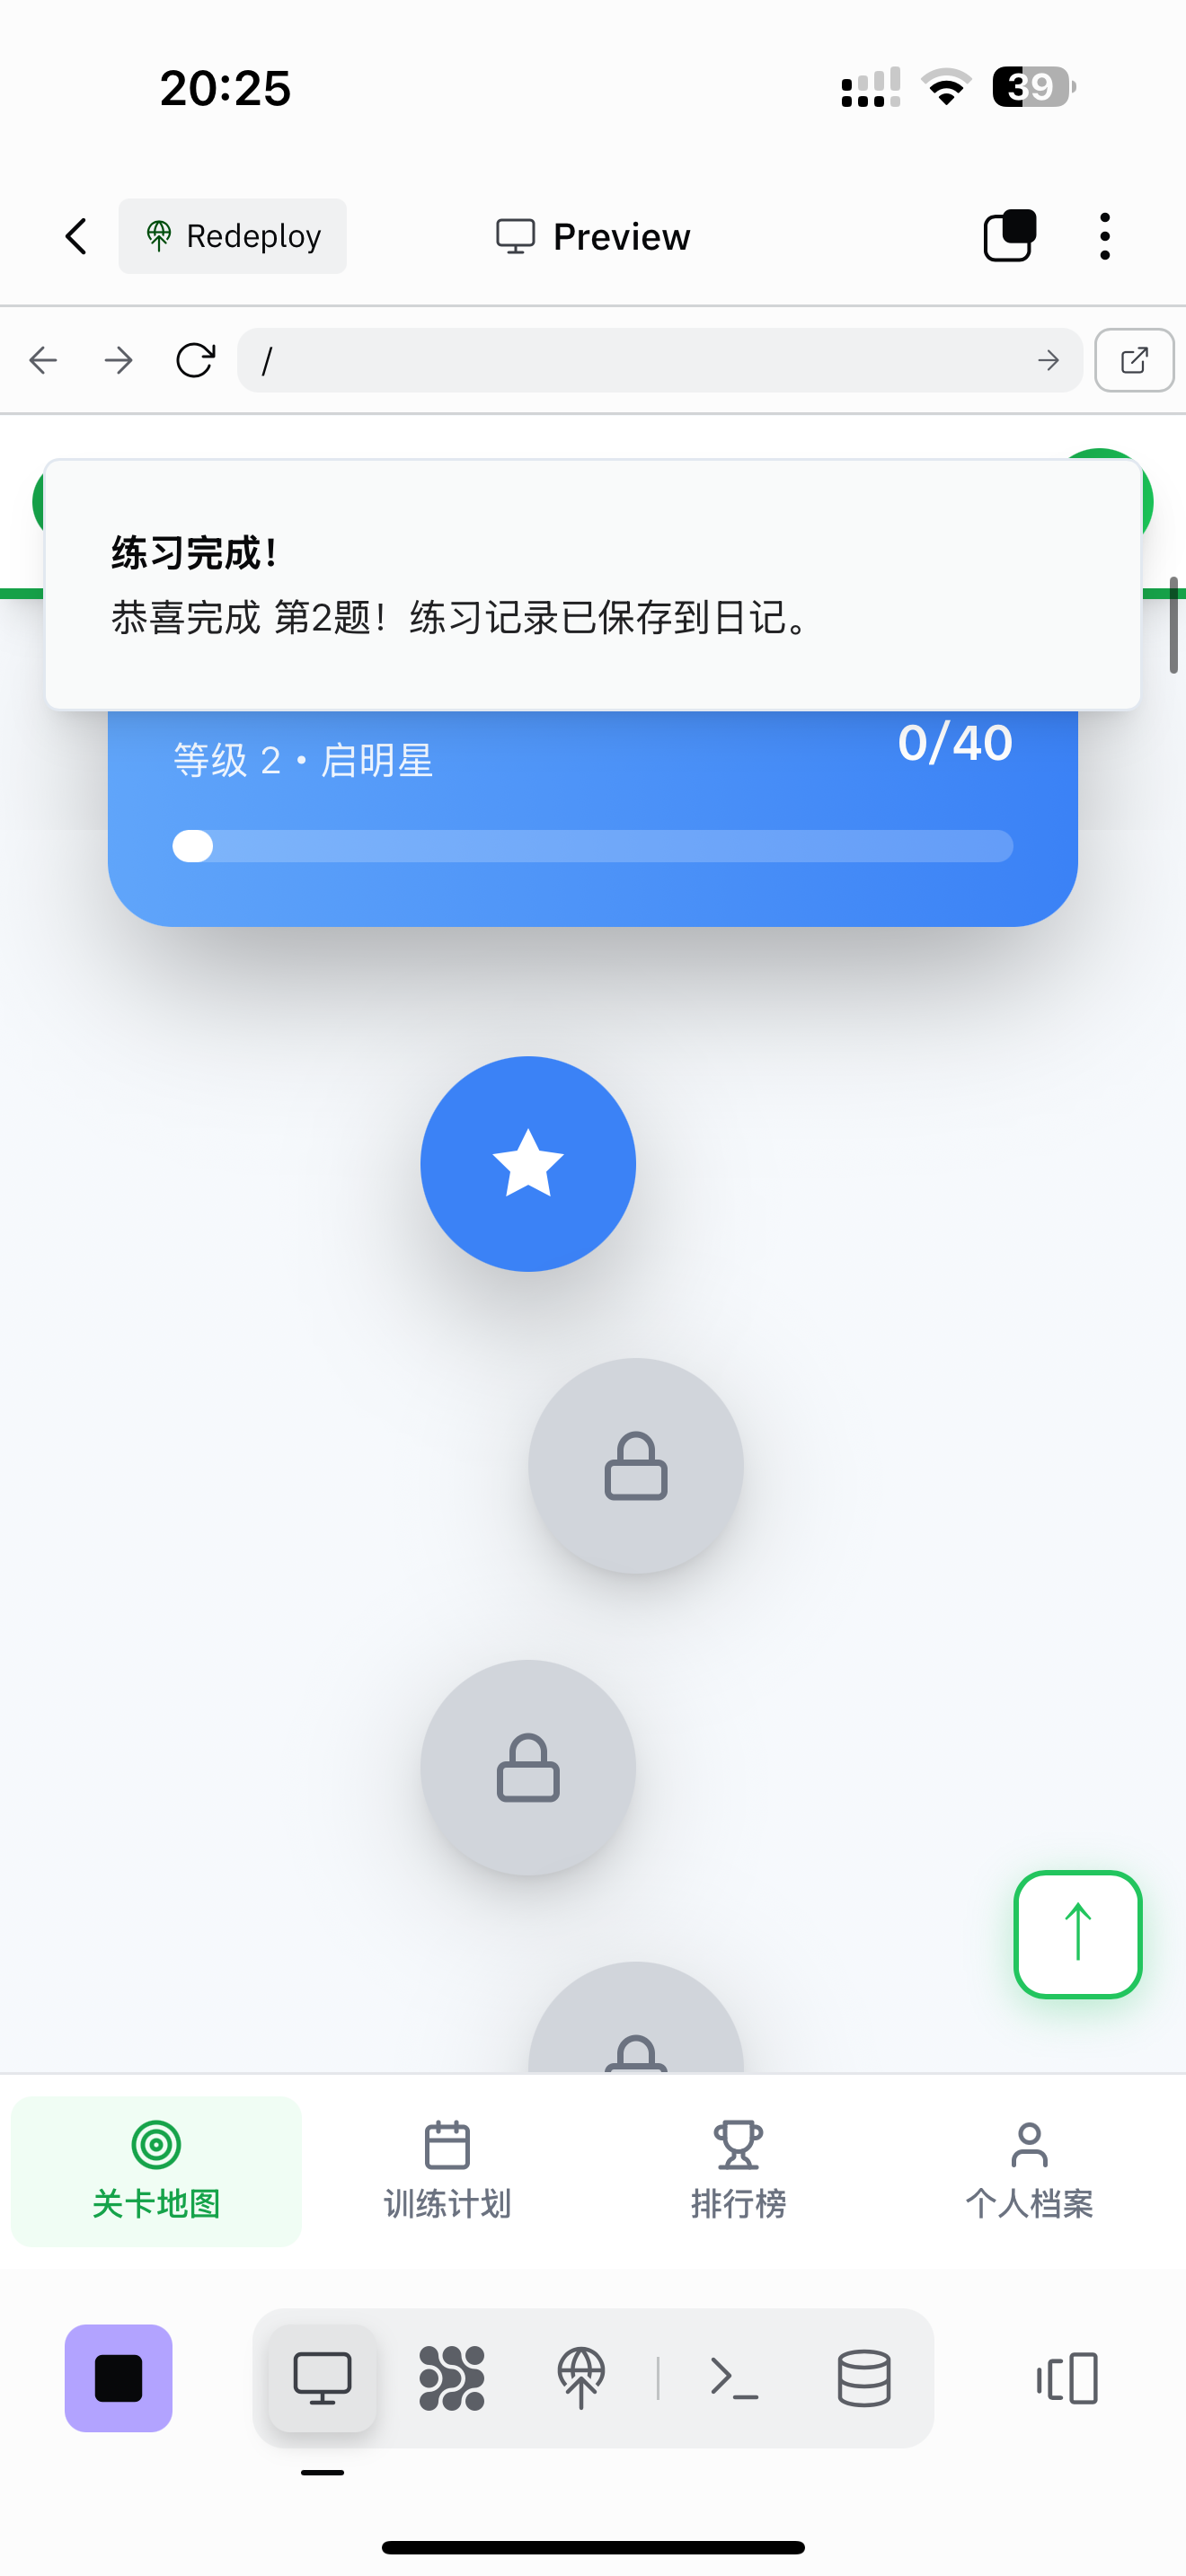 20:25
39
Redeploy
Preview
/
练习完成！
恭喜完成 第2题！练习记录已保存到日记。
等级 2 • 启明星
0/40
关卡地图
训练计划
排行榜
个人档案